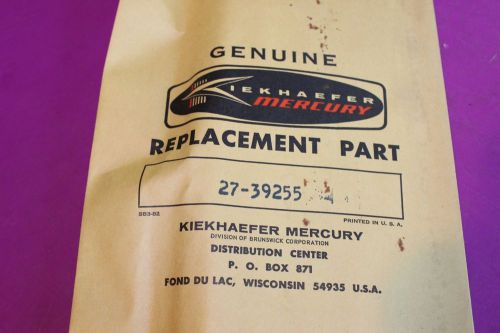 GENUINE
KIEKHAEFER
MERCURY
REPLACEMENT PART
27-39255
SB3-82 PRINTED IN U. S. A.
KIEKHAEFER MERCURY
DIVISION OF BRUNSWICK CORPORATION
DISTRIBUTION CENTER
P. O. BOX 871
FOND DU LAC, WISCONSIN 54935 U.S.A.